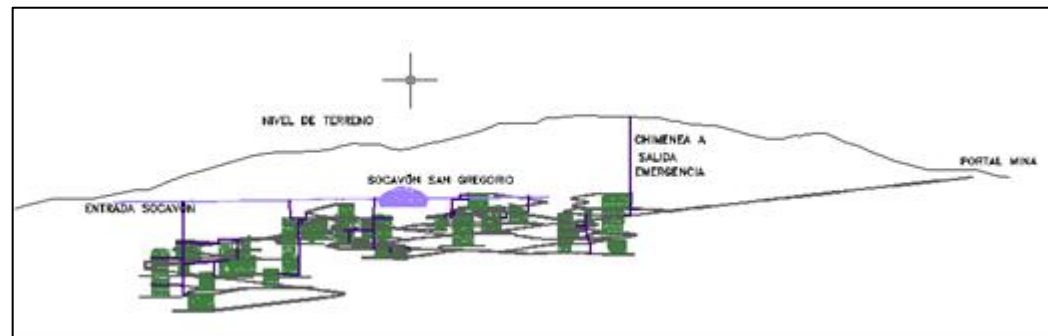 NIVEL DE TERRENO
CHIMENEA A
SALIDA
EMERGENCIA
PORTAL MINA
SOCAVÓN SAN GREGORIO
ENTRADA SOCAVÓN